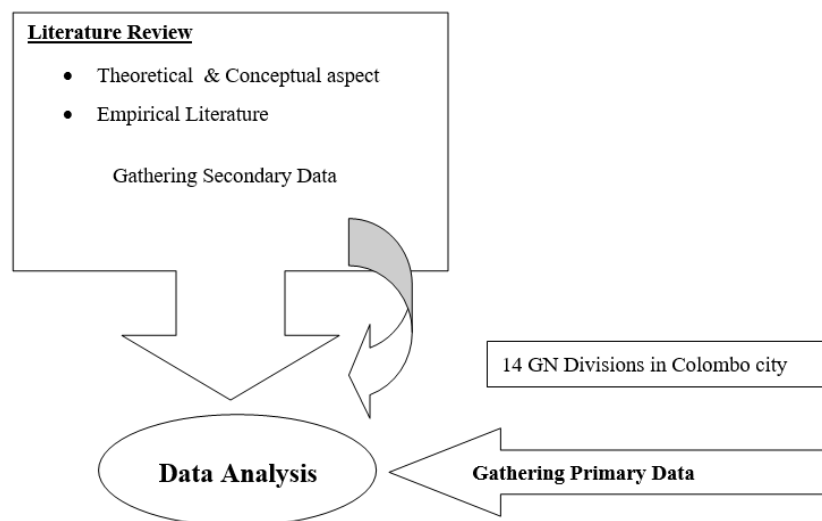 Literature Review
• Theoretical & Conceptual aspect
• Empirical Literature
Gathering Secondary Data
14 GN Divisions in Colombo city
Data Analysis
Gathering Primary Data